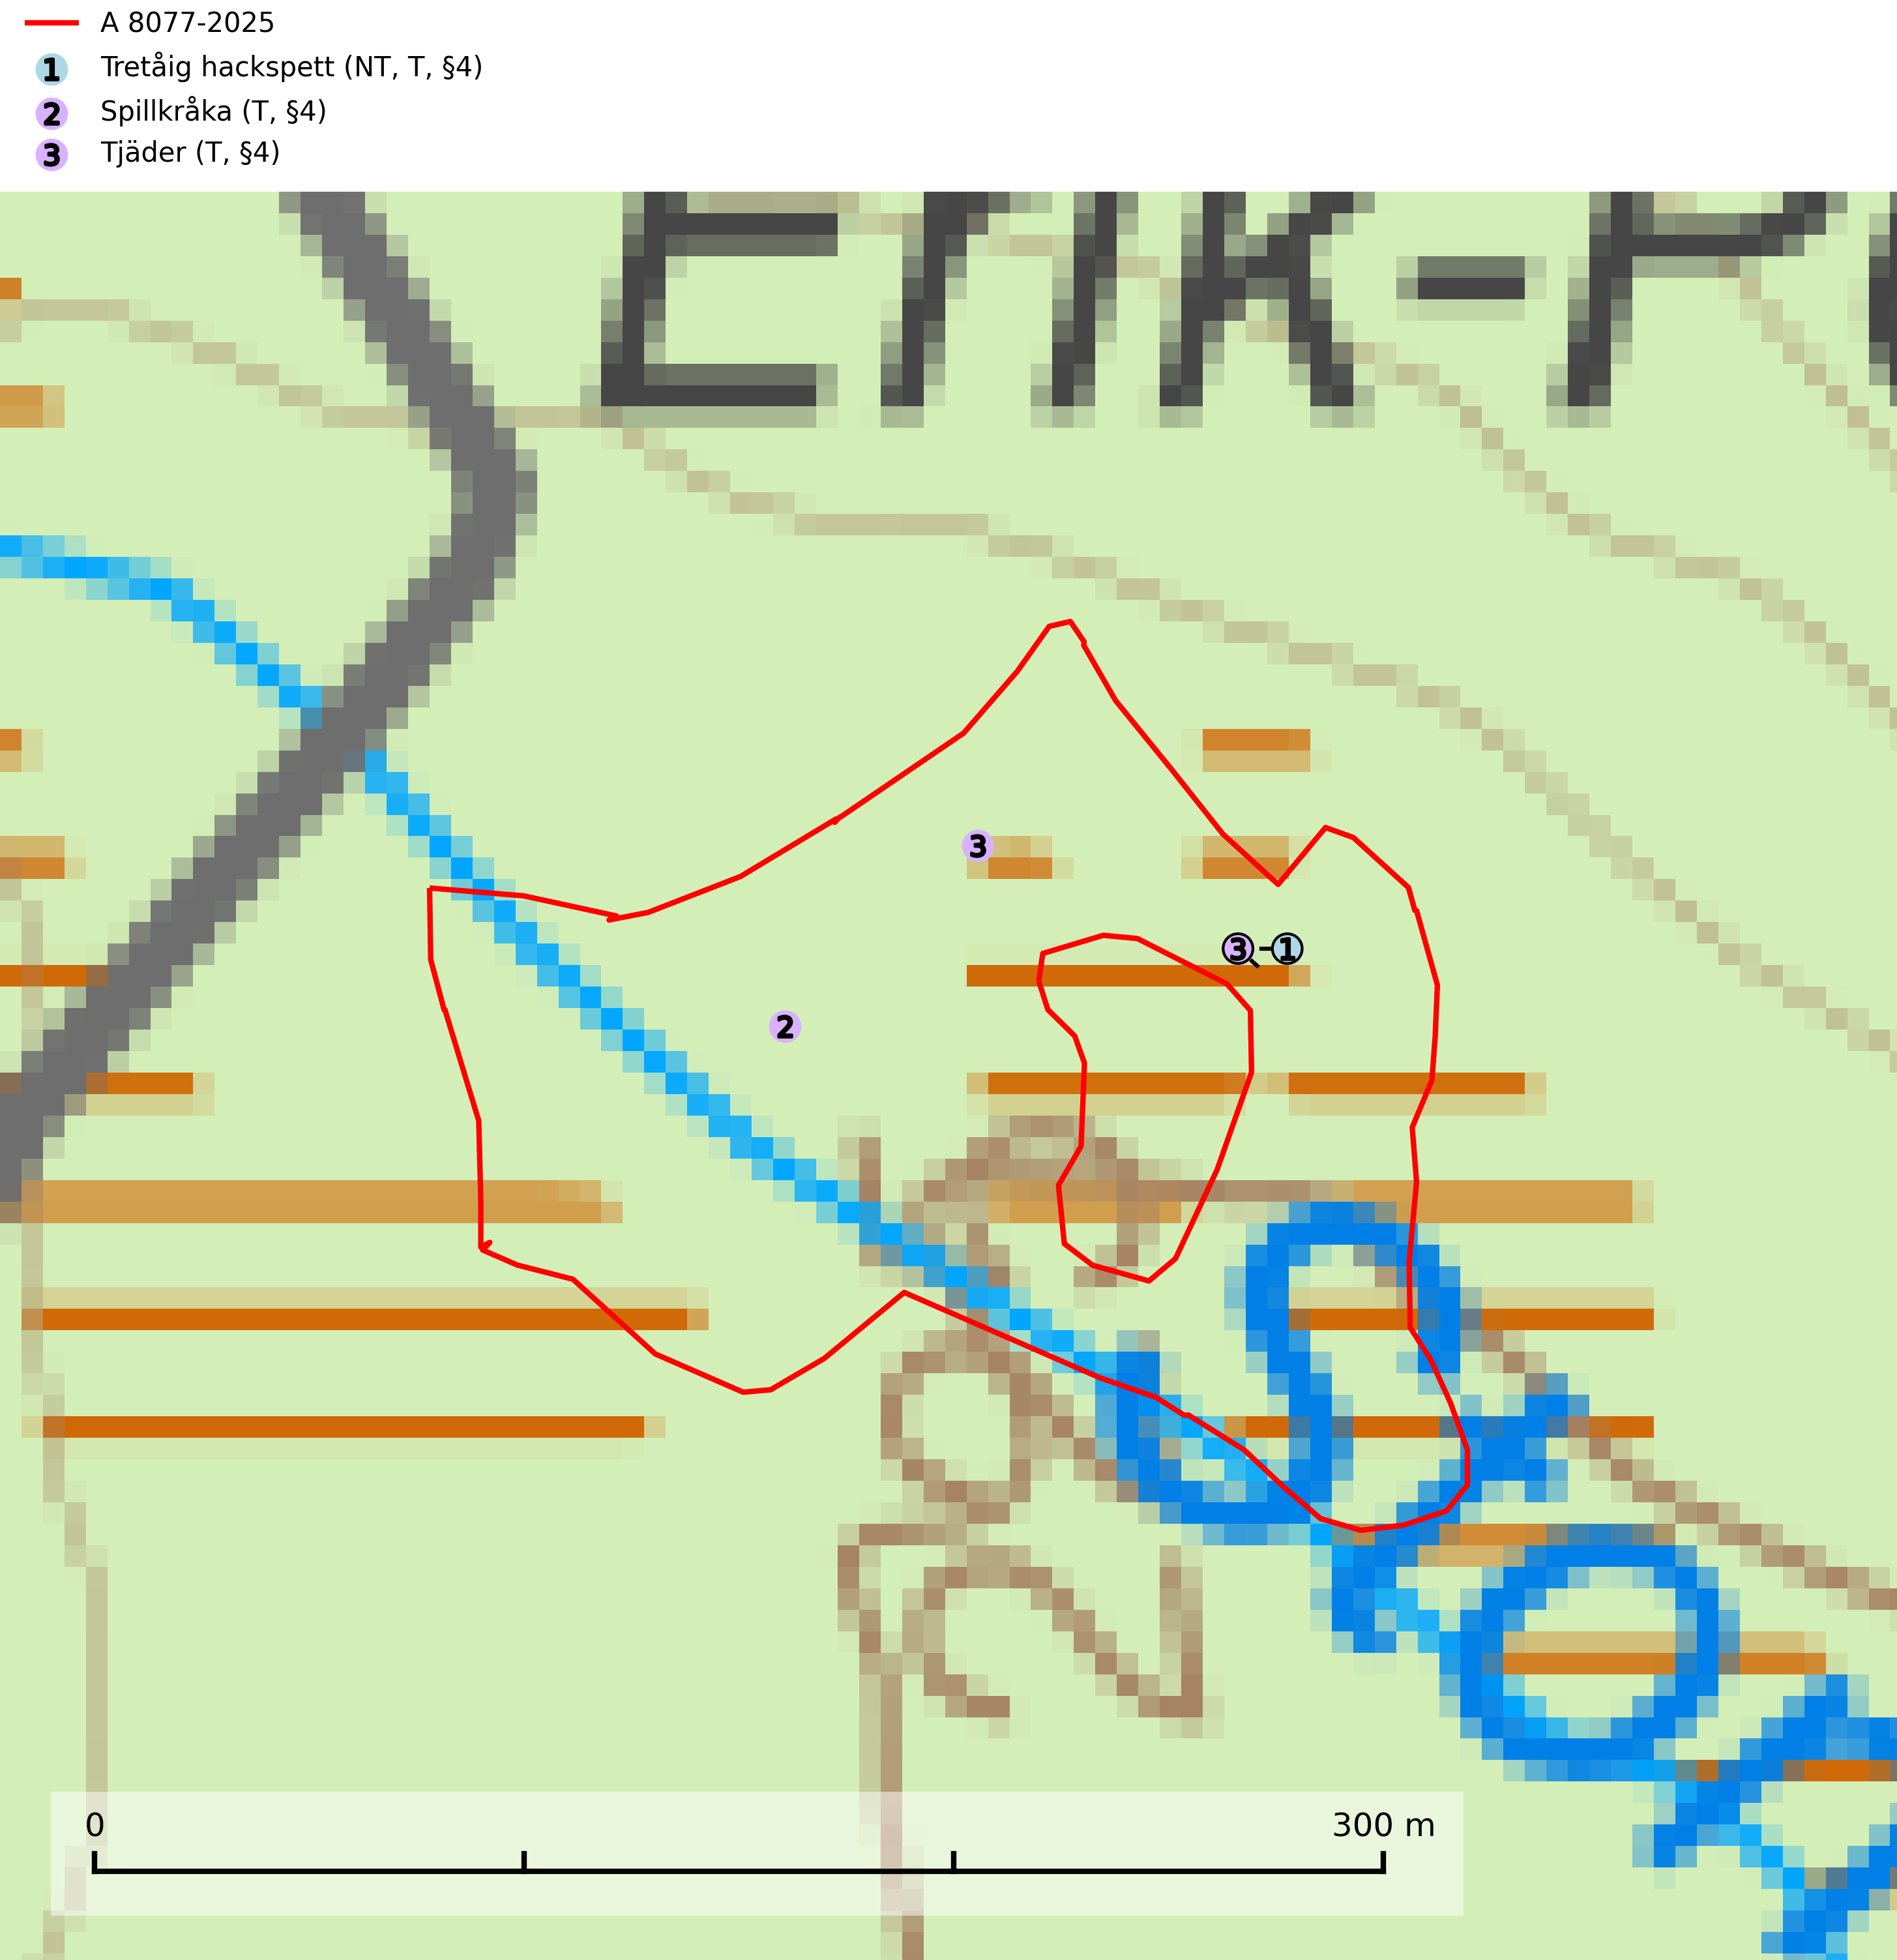 A 8077-2025
1 Tretåig hackspett (NT, T, §4)
2 Spillkråka (T, §4)
3 Tjäder (T, §4)
3
3 1
2
0 300 m